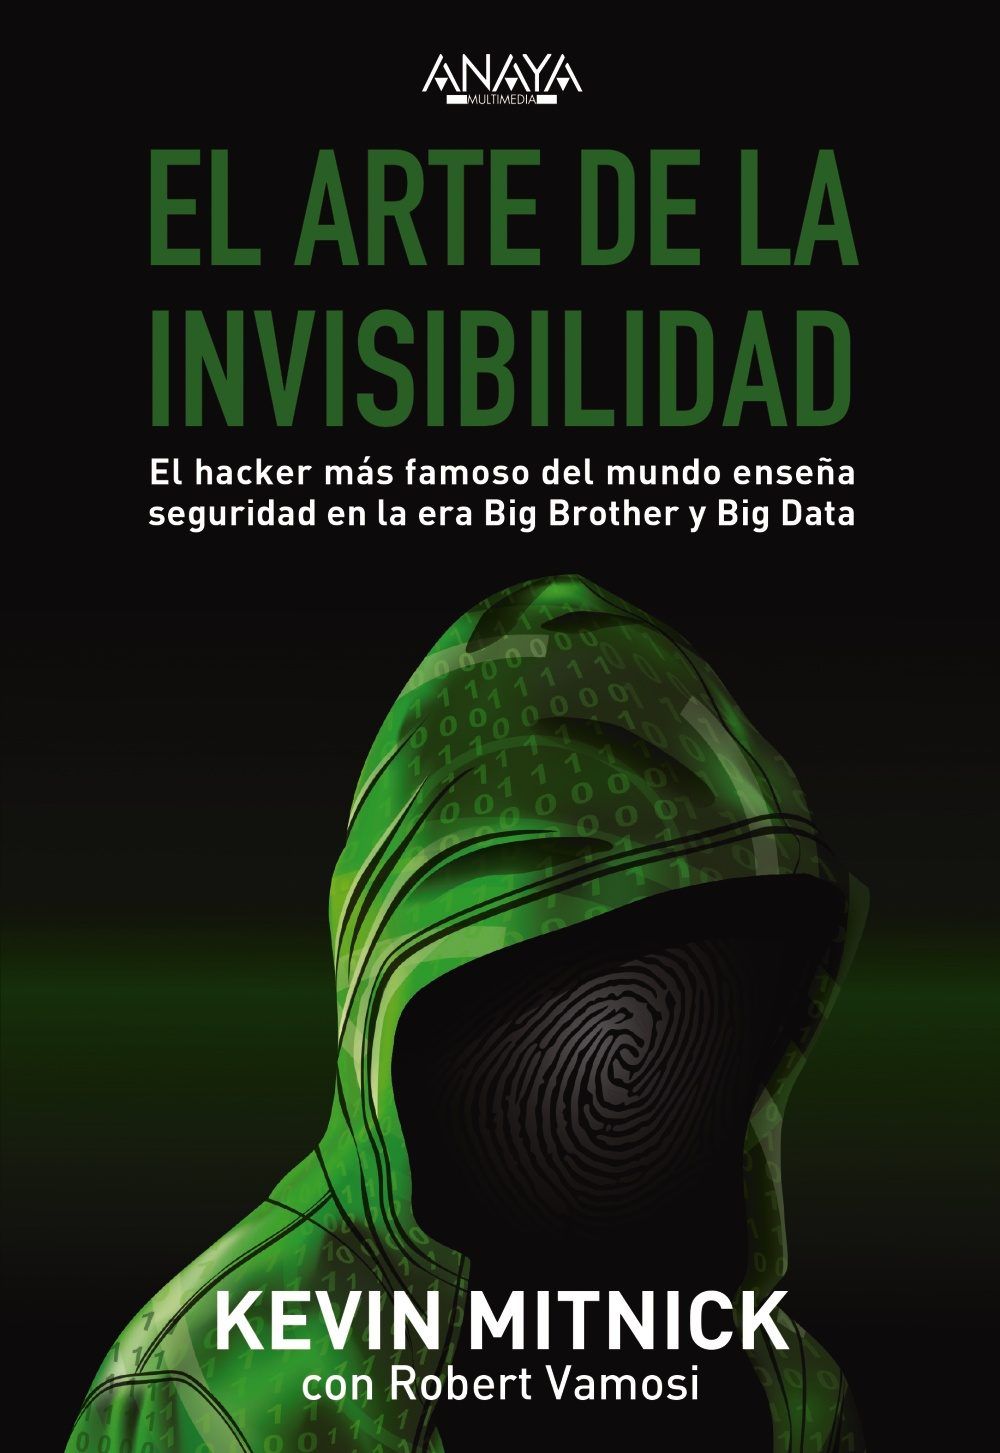 ANAYA
MULTIMEDIA
EL ARTE DE LA
INVISIBILIDAD
El hacker más famoso del mundo enseña
seguridad en la era Big Brother y Big Data
KEVIN MITNICK
con Robert Vamosi